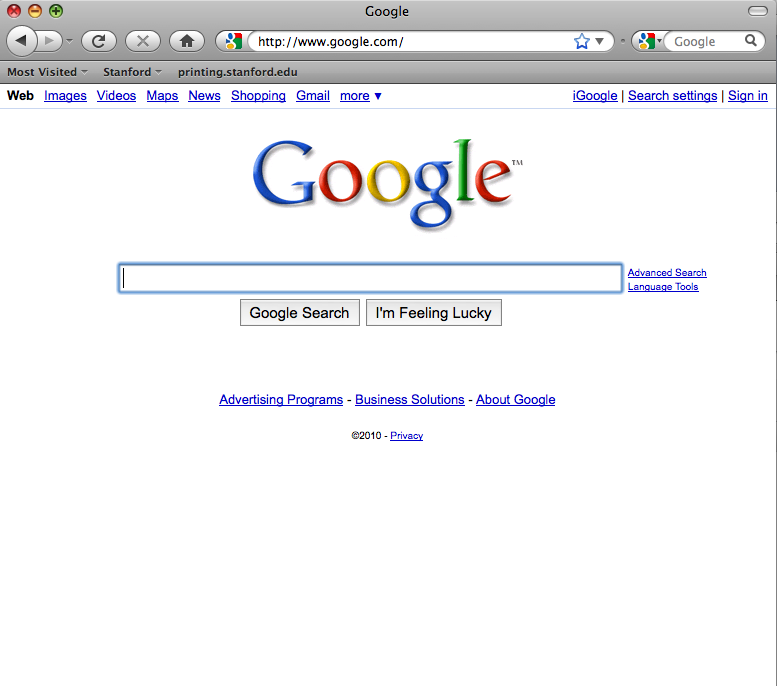 Google
http://www.google.com/ Google
Most Visited Stanford printing.stanford.edu
Web Images Videos Maps News Shopping Gmail more ▼ iGoogle | Search settings | Sign in
Google™
Advanced Search
Language Tools
Google Search I'm Feeling Lucky
Advertising Programs - Business Solutions - About Google
©2010 - Privacy